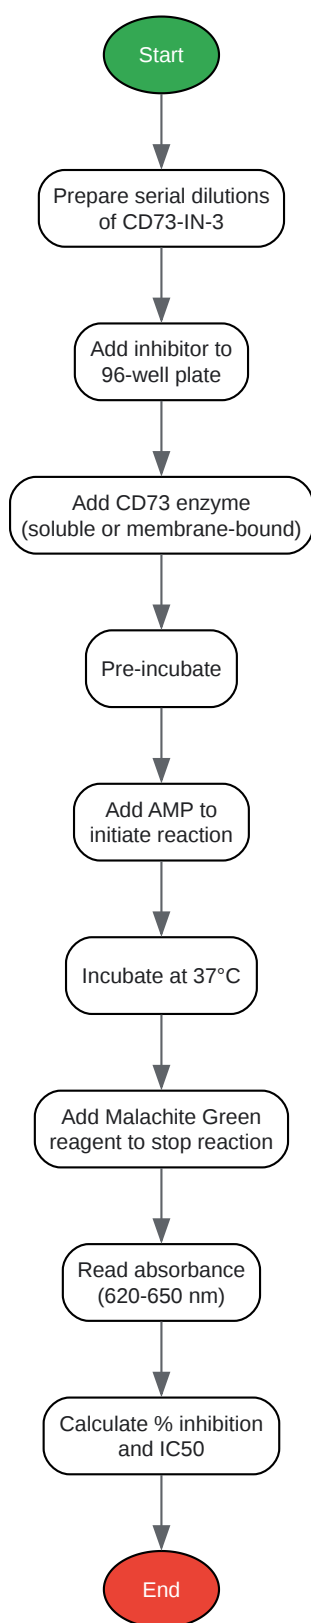 Start
Prepare serial dilutions
of CD73-IN-3
Add inhibitor to
96-well plate
Add CD73 enzyme
(soluble or membrane-bound)
Pre-incubate
Add AMP to
initiate reaction
Incubate at 37°C
Add Malachite Green
reagent to stop reaction
Read absorbance
(620-650 nm)
Calculate % inhibition
and IC50
End